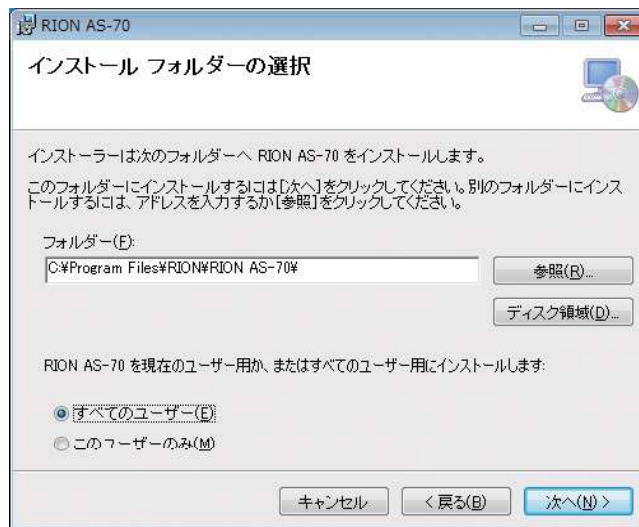 RION AS-70
インストール フォルダーの選択
インストーラーは次のフォルダーへ RION AS-70 をインストールします。
このフォルダーにインストールするには[次へ]をクリックしてください。別のフォルダーにインス
トールするには、アドレスを入力するか[参照]をクリックしてください。
フォルダー(F):
C:¥Program Files¥RION¥RION AS-70¥
参照(R)...
ディスク領域(D)...
RION AS-70 を現在のユーザー用か、またはすべてのユーザー用にインストールします:
すべてのユーザー(E)
このユーザーのみ(M)
キャンセル
< 戻る(B)
次へ(N) >